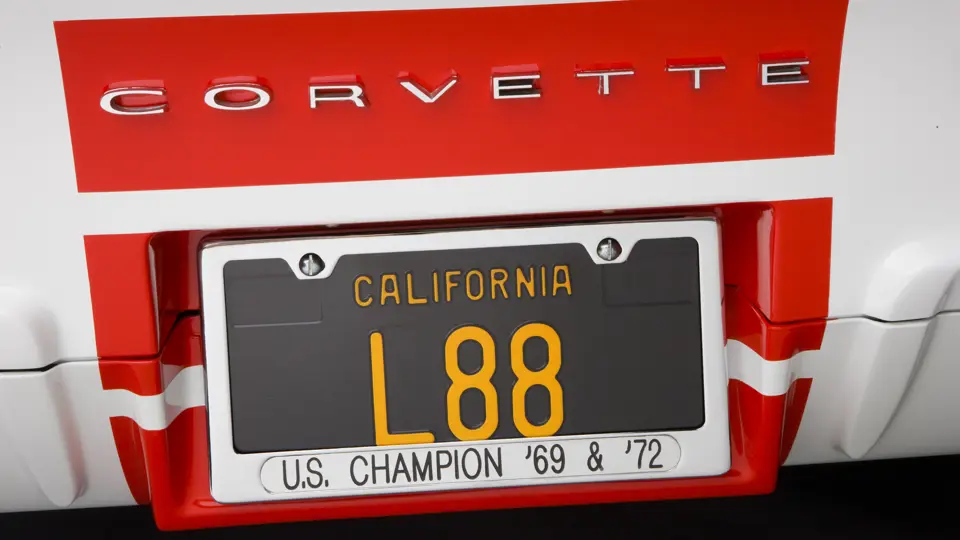 CORVETTE
CALIFORNIA
L88
U.S. CHAMPION '69 & '72